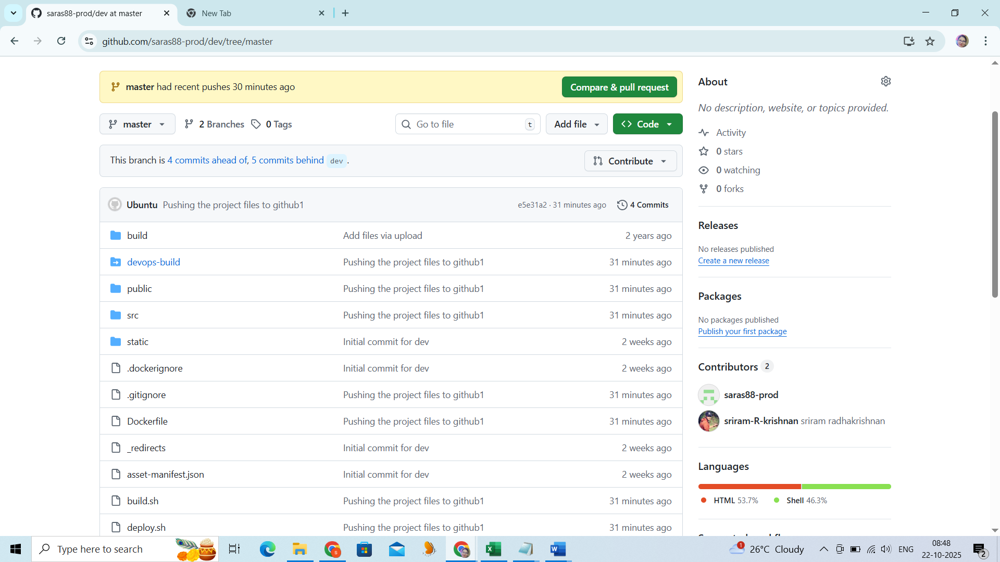 saras88-prod/dev at master
New Tab
github.com/saras88-prod/dev/tree/master
master had recent pushes 30 minutes ago
Compare & pull request
master
2 Branches
0 Tags
Go to file
t
Add file
Code
This branch is 4 commits ahead of, 5 commits behind dev .
Contribute
Ubuntu Pushing the project files to github1
e5e31a2 · 31 minutes ago
4 Commits
build Add files via upload 2 years ago
devops-build Pushing the project files to github1 31 minutes ago
public Pushing the project files to github1 31 minutes ago
src Pushing the project files to github1 31 minutes ago
static Initial commit for dev 2 weeks ago
.dockerignore Initial commit for dev 2 weeks ago
.gitignore Pushing the project files to github1 31 minutes ago
Dockerfile Pushing the project files to github1 31 minutes ago
_redirects Initial commit for dev 2 weeks ago
asset-manifest.json Initial commit for dev 2 weeks ago
build.sh Pushing the project files to github1 31 minutes ago
deploy.sh Pushing the project files to github1 31 minutes ago
About
No description, website, or topics provided.
Activity
0 stars
0 watching
0 forks
Releases
No releases published
Create a new release
Packages
No packages published
Publish your first package
Contributors 2
saras88-prod
sriram-R-krishnan sriram radhakrishnan
Languages
HTML 53.7%
Shell 46.3%
Type here to search
1
26°C Cloudy
ENG
08:48
22-10-2025
2